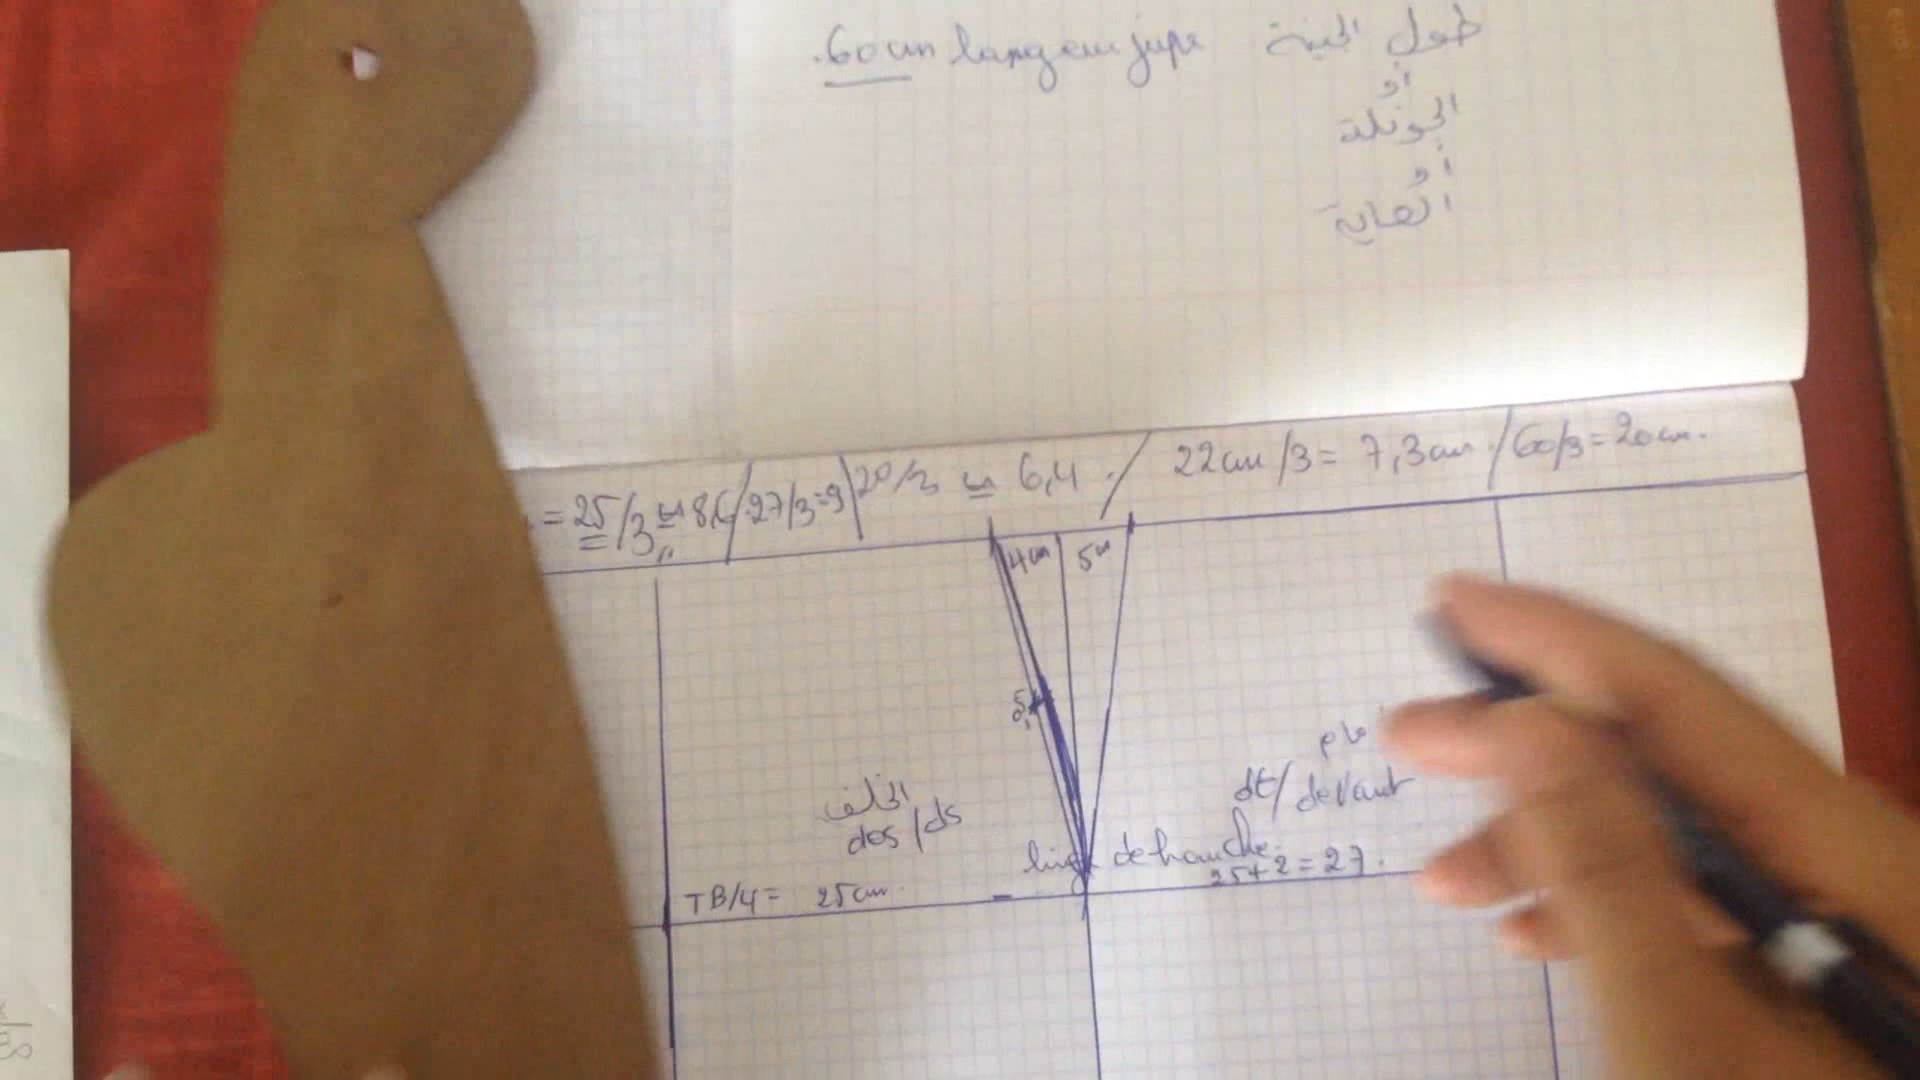 .60cm longeur jupe طول الجيبة
أو
الجونلة
أو
الصاية
= 25/3 ≃ 8,6 / 27/3=9 / 20/3 ≃ 6,4 / 22cm/3 = 7,3cm / 60/3 = 20cm.
4cm 5cm
الخلف
dos/ds
dt/devant
ligne de hanche
25+2=27.
TB/4= 25cm